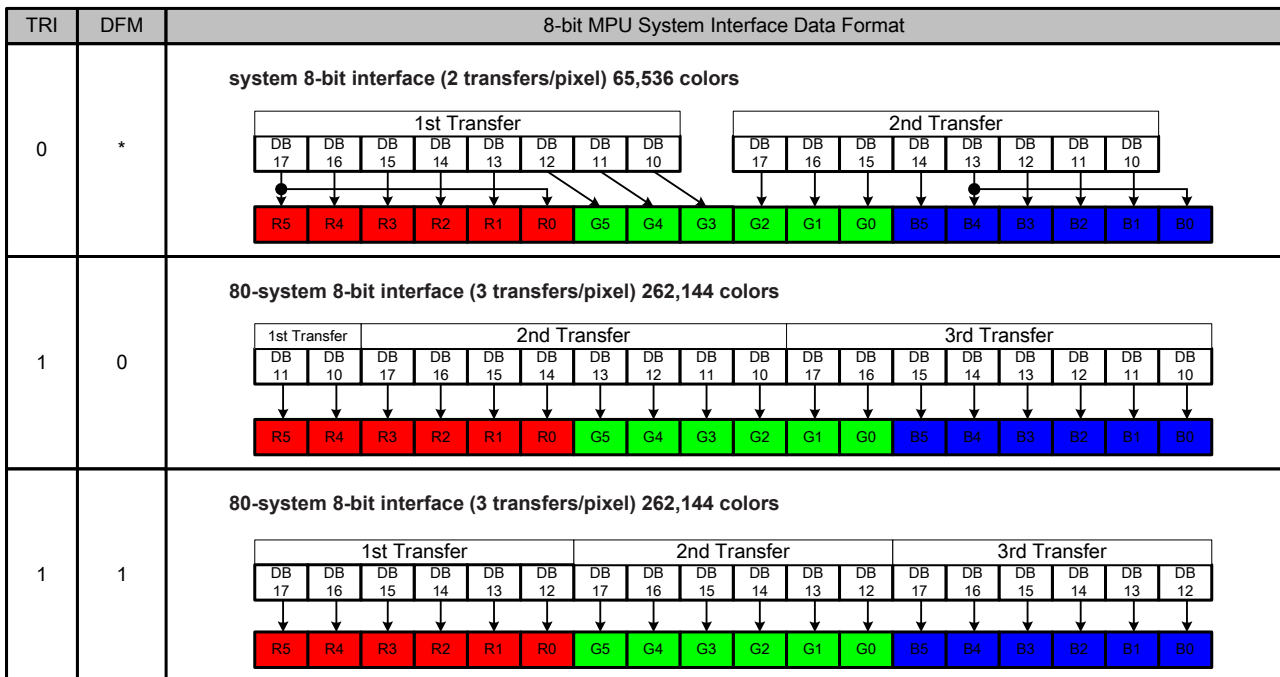 TRI DFM 8-bit MPU System Interface Data Format
system 8-bit interface (2 transfers/pixel) 65,536 colors
0 *
1st Transfer 2nd Transfer
DB DB DB DB DB DB DB DB DB DB DB DB DB DB DB DB
17 16 15 14 13 12 11 10 17 16 15 14 13 12 11 10
R5 R4 R3 R2 R1 R0 G5 G4 G3 G2 G1 G0 B5 B4 B3 B2 B1 B0
80-system 8-bit interface (3 transfers/pixel) 262,144 colors
1 0
1st Transfer 2nd Transfer 3rd Transfer
DB DB DB DB DB DB DB DB DB DB DB DB DB DB DB DB DB DB
11 10 17 16 15 14 13 12 11 10 17 16 15 14 13 12 11 10
R5 R4 R3 R2 R1 R0 G5 G4 G3 G2 G1 G0 B5 B4 B3 B2 B1 B0
80-system 8-bit interface (3 transfers/pixel) 262,144 colors
1 1
1st Transfer 2nd Transfer 3rd Transfer
DB DB DB DB DB DB DB DB DB DB DB DB DB DB DB DB DB DB
17 16 15 14 13 12 17 16 15 14 13 12 17 16 15 14 13 12
R5 R4 R3 R2 R1 R0 G5 G4 G3 G2 G1 G0 B5 B4 B3 B2 B1 B0